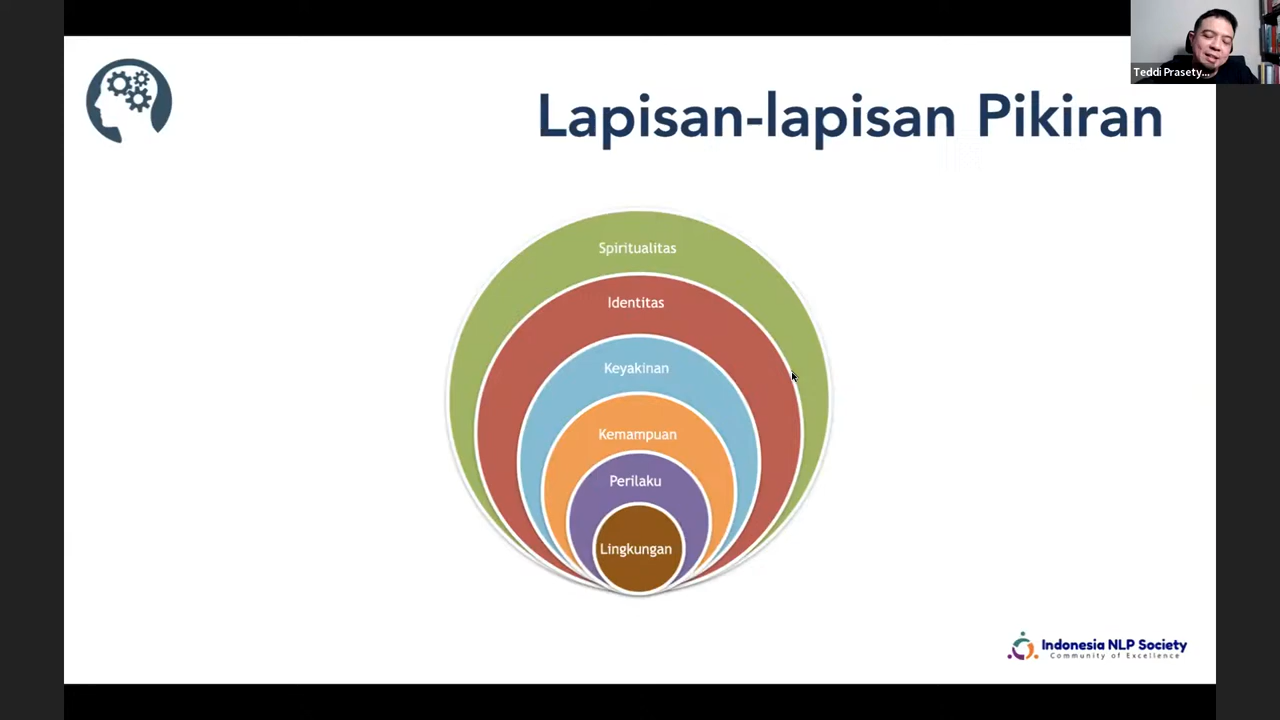 Teddi Prasety...
Lapisan-lapisan Pikiran
Spiritualitas
Identitas
Keyakinan
Kemampuan
Perilaku
Lingkungan
Indonesia NLP Society
Community of Excellence